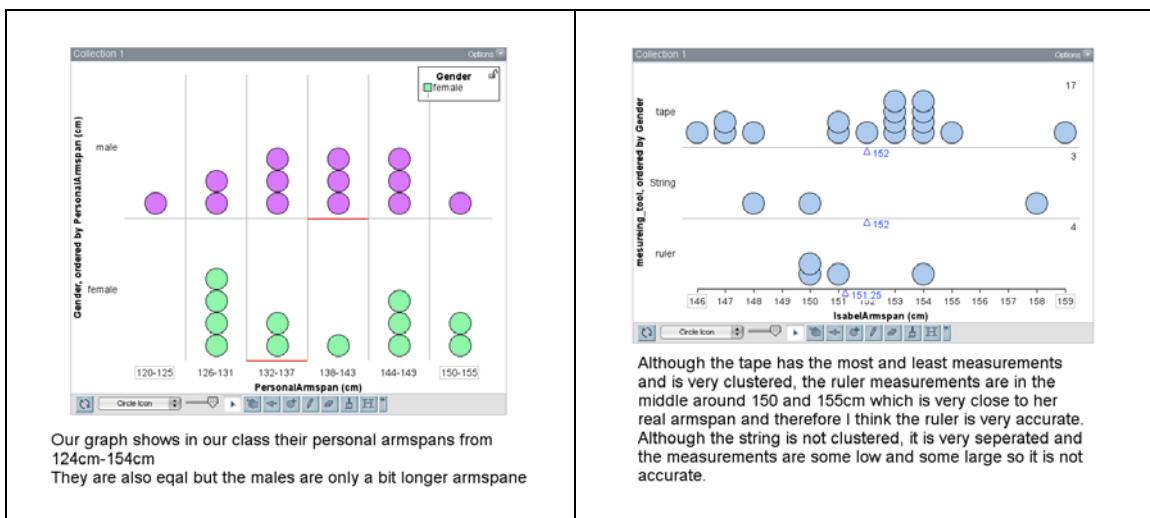 Collection 1
Options
Gender
female
Gender, ordered by PersonalArmspan (cm)
male
female
120-125 126-131 132-137 138-143 144-149 150-155
PersonalArmspan (cm)
Circle Icon
Our graph shows in our class their personal armspans from
124cm-154cm
They are also eqal but the males are only a bit longer armspane
Collection 1
Options
mesureing_tool, ordered by Gender
17
tape
152
3
String
152
4
ruler
151.25
146 147 148 149 150 151 152 153 154 155 156 157 158 159
IsabelArmspan (cm)
Circle Icon
Although the tape has the most and least measurements
and is very clustered, the ruler measurements are in the
middle around 150 and 155cm which is very close to her
real armspan and therefore I think the ruler is very accurate.
Although the string is not clustered, it is very seperated and
the measurements are some low and some large so it is not
accurate.